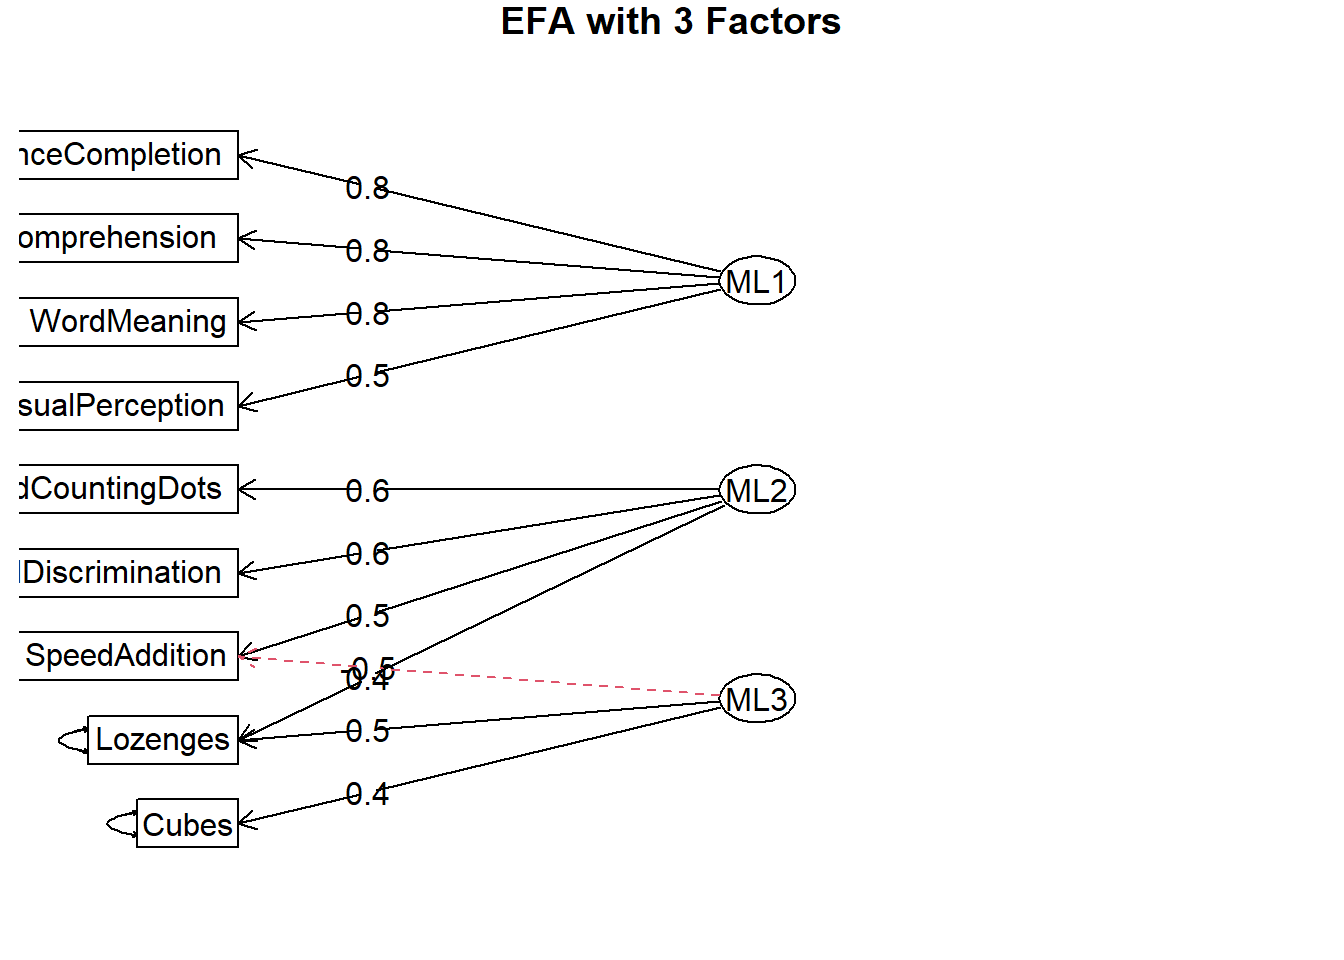 EFA with 3 Factors
nceCompletion
0.8
omprehension
0.8
ML1
WordMeaning
0.8
sualPerception
0.5
dCountingDots
0.6
ML2
Discrimination
0.6
SpeedAddition
0.5
-0.5
0.4
ML3
Lozenges
0.5
Cubes
0.4